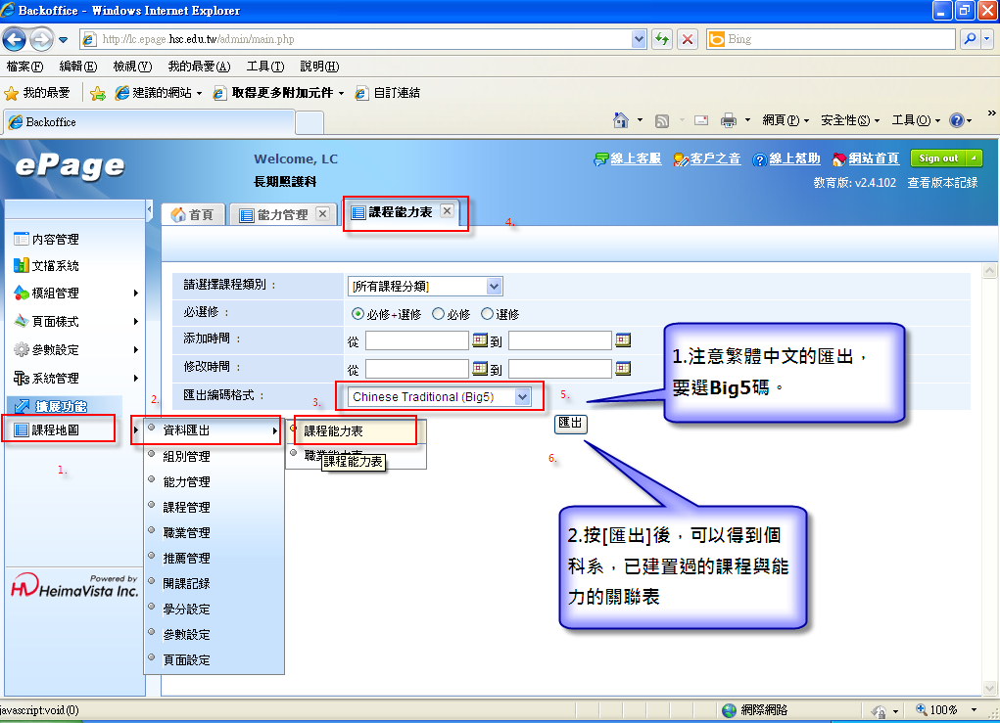 Backoffice - Windows Internet Explorer
http://lc.epage.hsc.edu.tw/admin/main.php
Bing
檔案(F) 編輯(E) 檢視(V) 我的最愛(A) 工具(T) 說明(H)
我的最愛 建議的網站 取得更多附加元件 自訂連結
Backoffice
網頁(P) 安全性(S) 工具(O) »
ePage
Welcome, LC
長期照護科
線上客服 客戶之音 線上幫助 網站首頁 Sign out
教育版: v2.4.102 查看版本記錄
首頁 能力管理 課程能力表
4.
內容管理
文檔系統
模組管理
頁面樣式
參數設定
系統管理
擴展功能
課程地圖
1.
請選擇課程類別 : [所有課程分類]
必選修 : 必修+選修 必修 選修
添加時間 : 從 到
修改時間 : 從 到
匯出編碼格式 : Chinese Traditional (Big5)
2.
3.
5.
匯出
6.
資料匯出
組別管理
能力管理
課程管理
職業管理
推薦管理
開課記錄
學分設定
參數設定
頁面設定
課程能力表
職業能力表
課程能力表
1.注意繁體中文的匯出，
要選Big5碼。
2.按[匯出]後，可以得到個
科系，已建置過的課程與能
力的關聯表
Powered by
HeimaVista Inc.
javascript:void(0)
網際網路
100%